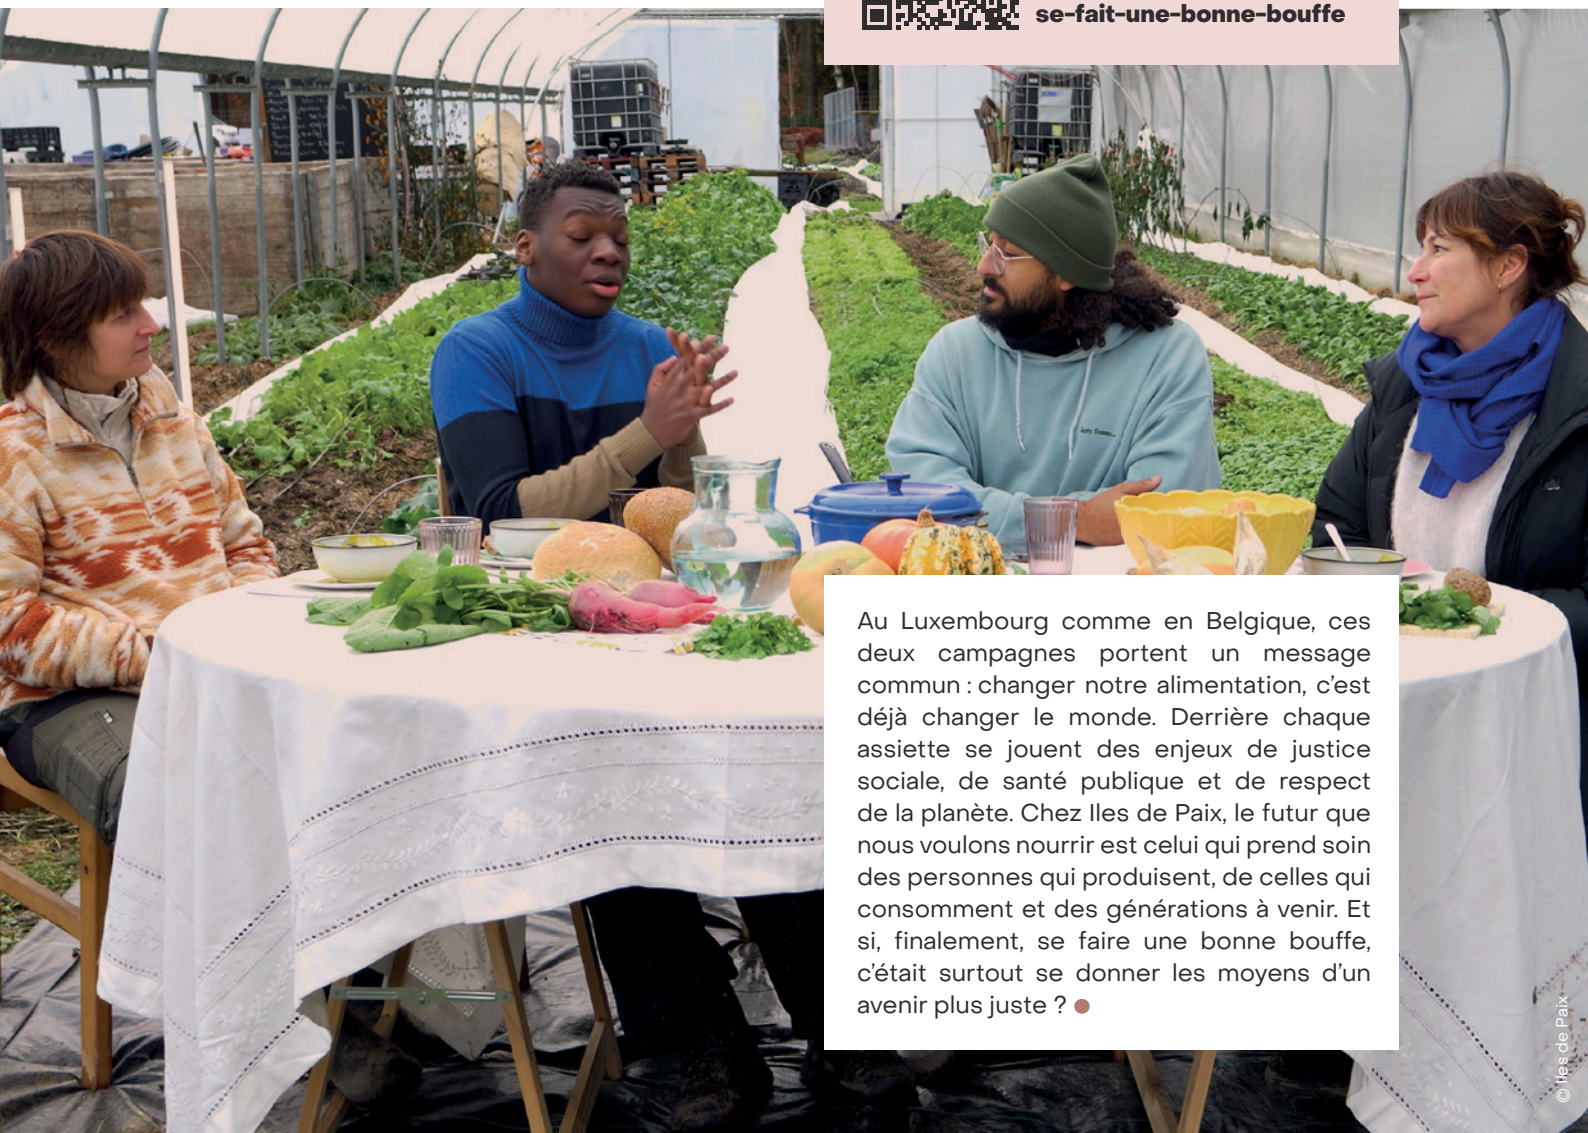 se-fait-une-bonne-bouffe
Au Luxembourg comme en Belgique, ces
deux campagnes portent un message
commun : changer notre alimentation, c’est
déjà changer le monde. Derrière chaque
assiette se jouent des enjeux de justice
sociale, de santé publique et de respect
de la planète. Chez Iles de Paix, le futur que
nous voulons nourrir est celui qui prend soin
des personnes qui produisent, de celles qui
consomment et des générations à venir. Et
si, finalement, se faire une bonne bouffe,
c’était surtout se donner les moyens d’un
avenir plus juste ?
© Iles de Paix